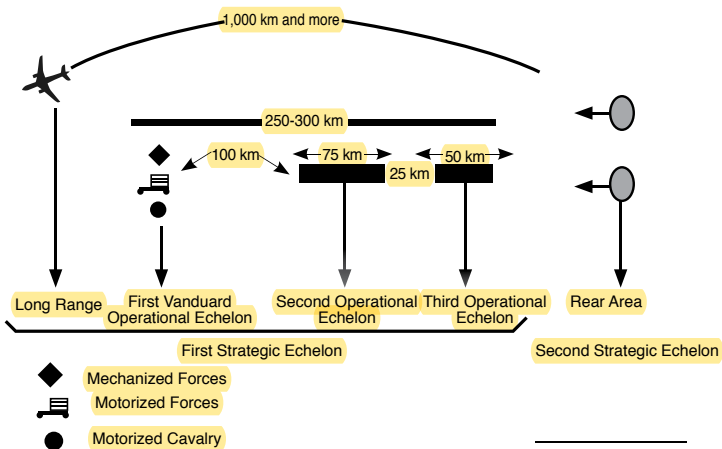 1,000 km and more
250-300 km
100 km
75 km
50 km
25 km
Long Range
First Vanduard
Operational Echelon
Second Operational
Echelon
Third Operational
Echelon
Rear Area
First Strategic Echelon
Second Strategic Echelon
Mechanized Forces
Motorized Forces
Motorized Cavalry